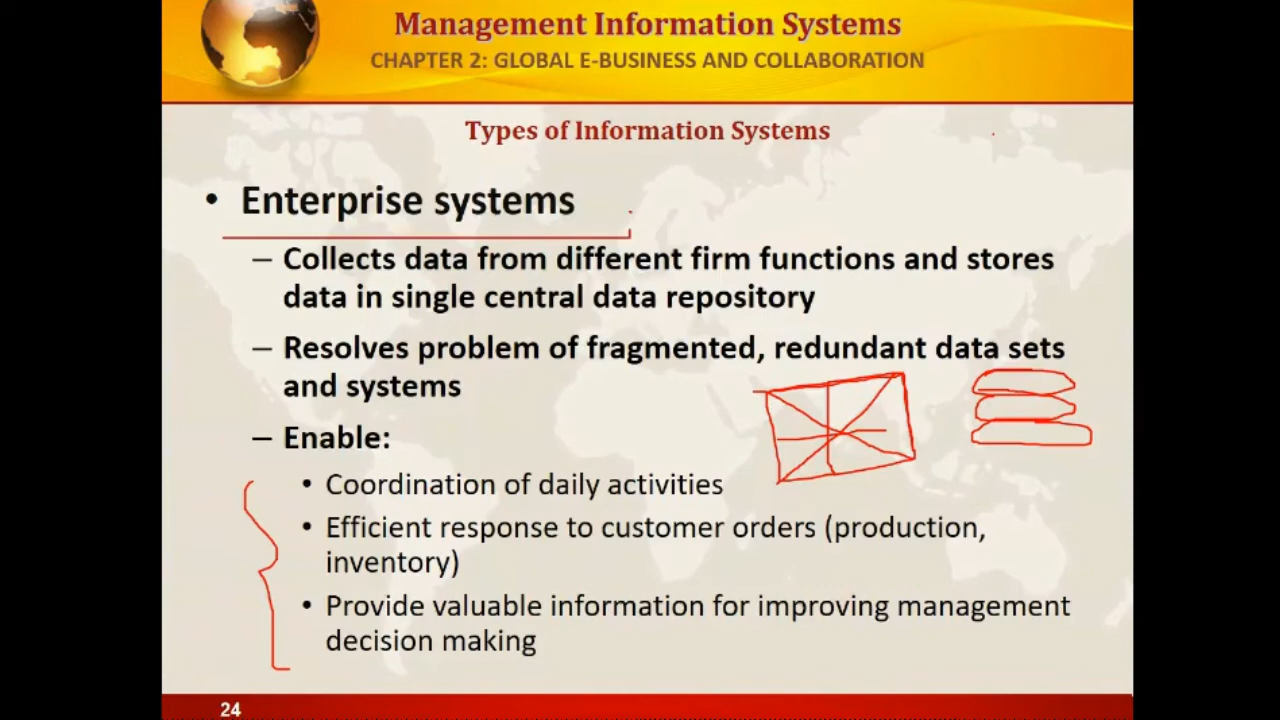 Management Information Systems
CHAPTER 2: GLOBAL E-BUSINESS AND COLLABORATION
Types of Information Systems
• Enterprise systems
– Collects data from different firm functions and stores
data in single central data repository
– Resolves problem of fragmented, redundant data sets
and systems
– Enable:
• Coordination of daily activities
• Efficient response to customer orders (production,
inventory)
• Provide valuable information for improving management
decision making
24